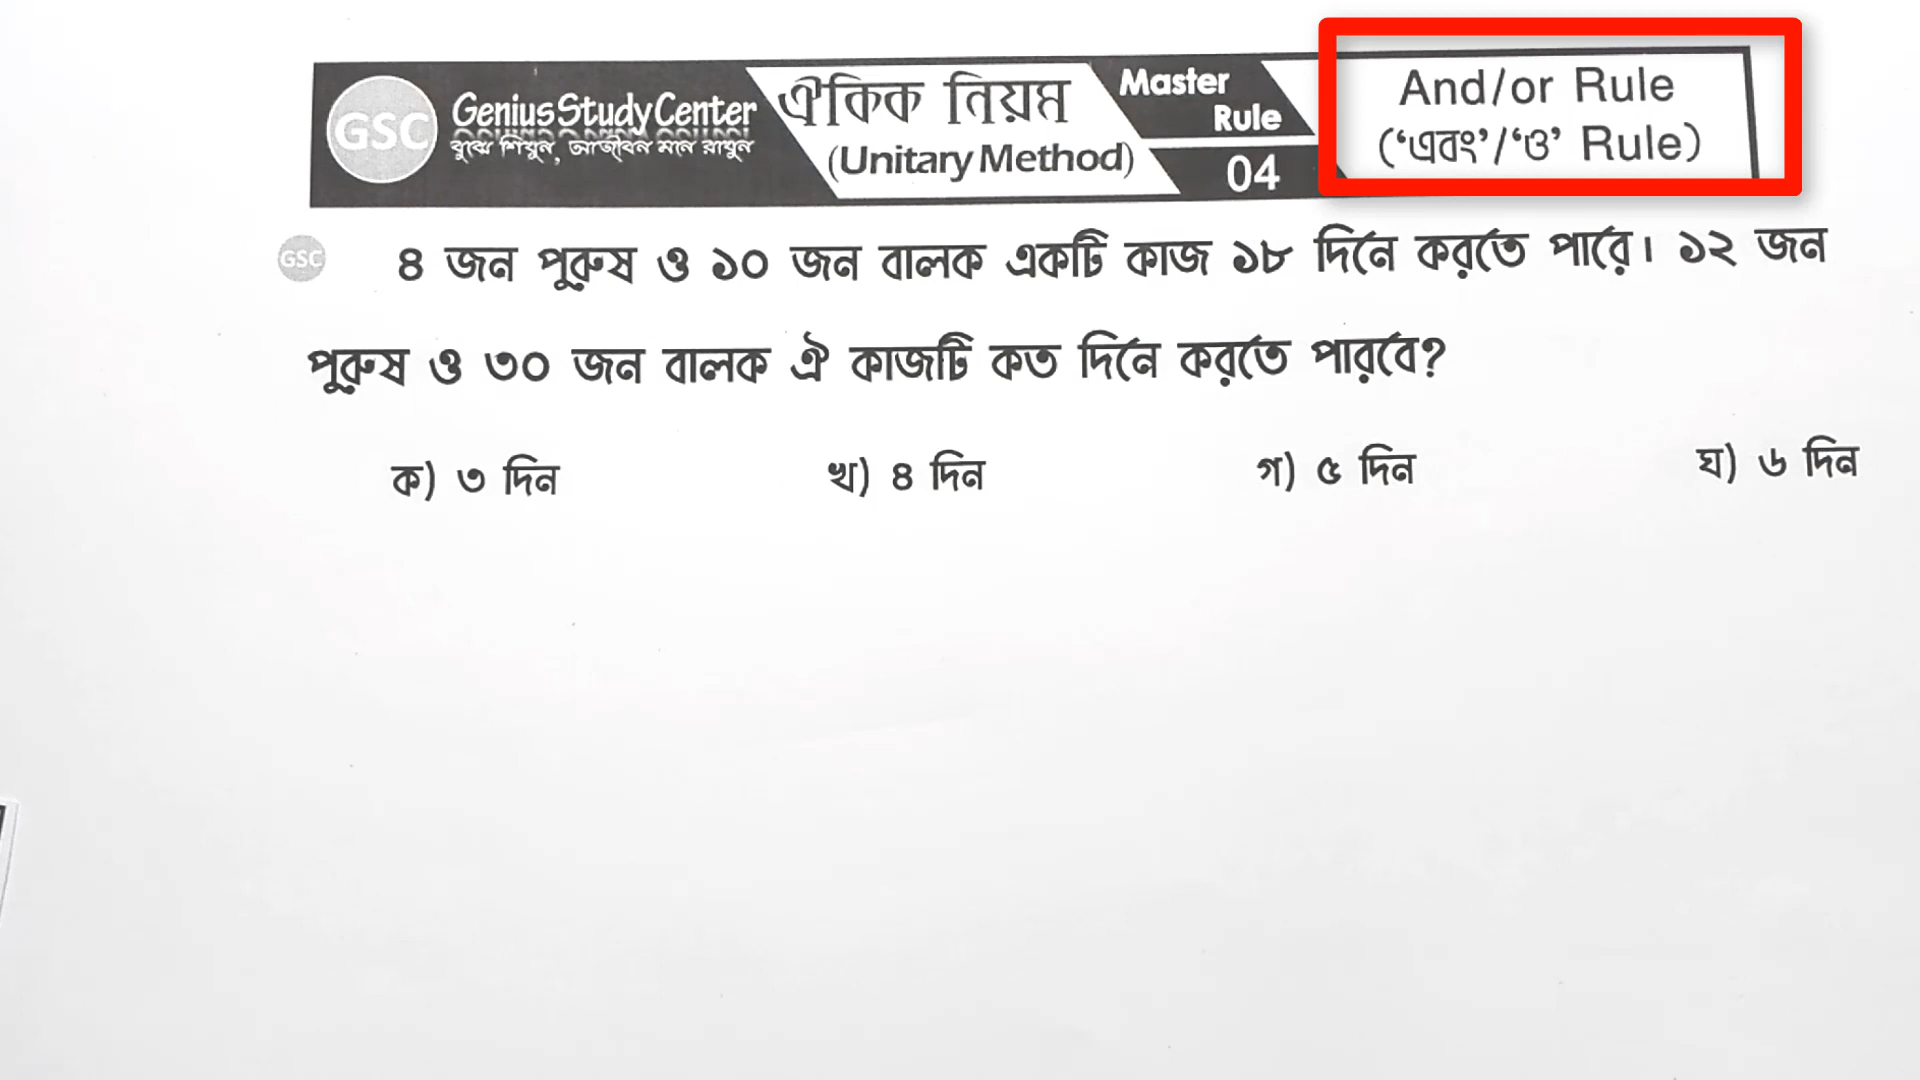 GSC Genius Study Center
বুঝে শিখুন, আজীবন মনে রাখুন
ঐকিক নিয়ম
(Unitary Method)
Master Rule
04
And/or Rule
(‘এবং’/‘ও’ Rule)
GSC ৪ জন পুরুষ ও ১০ জন বালক একটি কাজ ১৮ দিনে করতে পারে। ১২ জন
পুরুষ ও ৩০ জন বালক ঐ কাজটি কত দিনে করতে পারবে?
ক) ৩ দিন খ) ৪ দিন গ) ৫ দিন ঘ) ৬ দিন